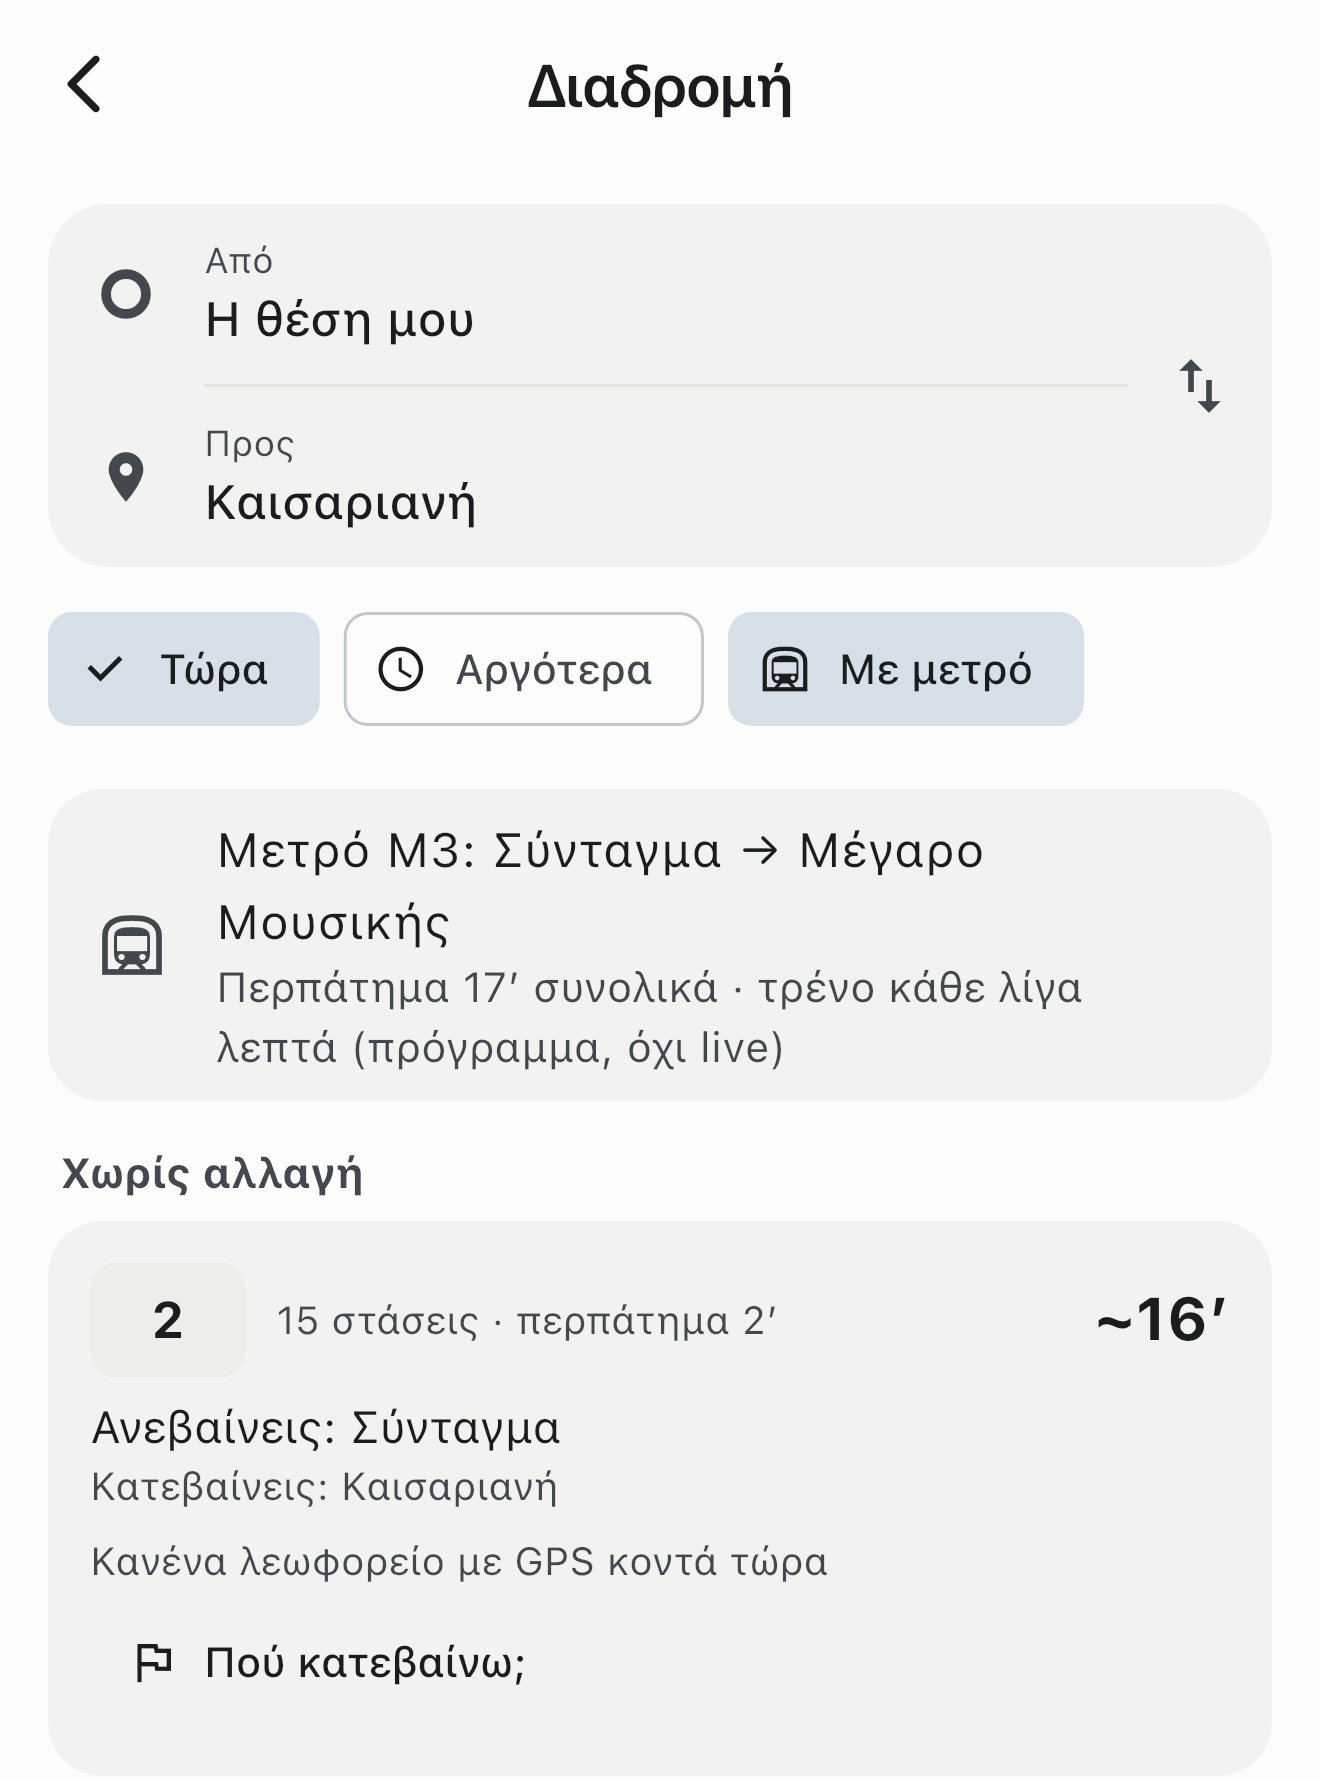 Διαδρομή
Από
Η θέση μου
Προς
Καισαριανή
Τώρα
Αργότερα
Με μετρό
Μετρό Μ3: Σύνταγμα → Μέγαρο
Μουσικής
Περπάτημα 17′ συνολικά · τρένο κάθε λίγα
λεπτά (πρόγραμμα, όχι live)
Χωρίς αλλαγή
2
15 στάσεις · περπάτημα 2′
~16′
Ανεβαίνεις: Σύνταγμα
Κατεβαίνεις: Καισαριανή
Κανένα λεωφορείο με GPS κοντά τώρα
Πού κατεβαίνω;